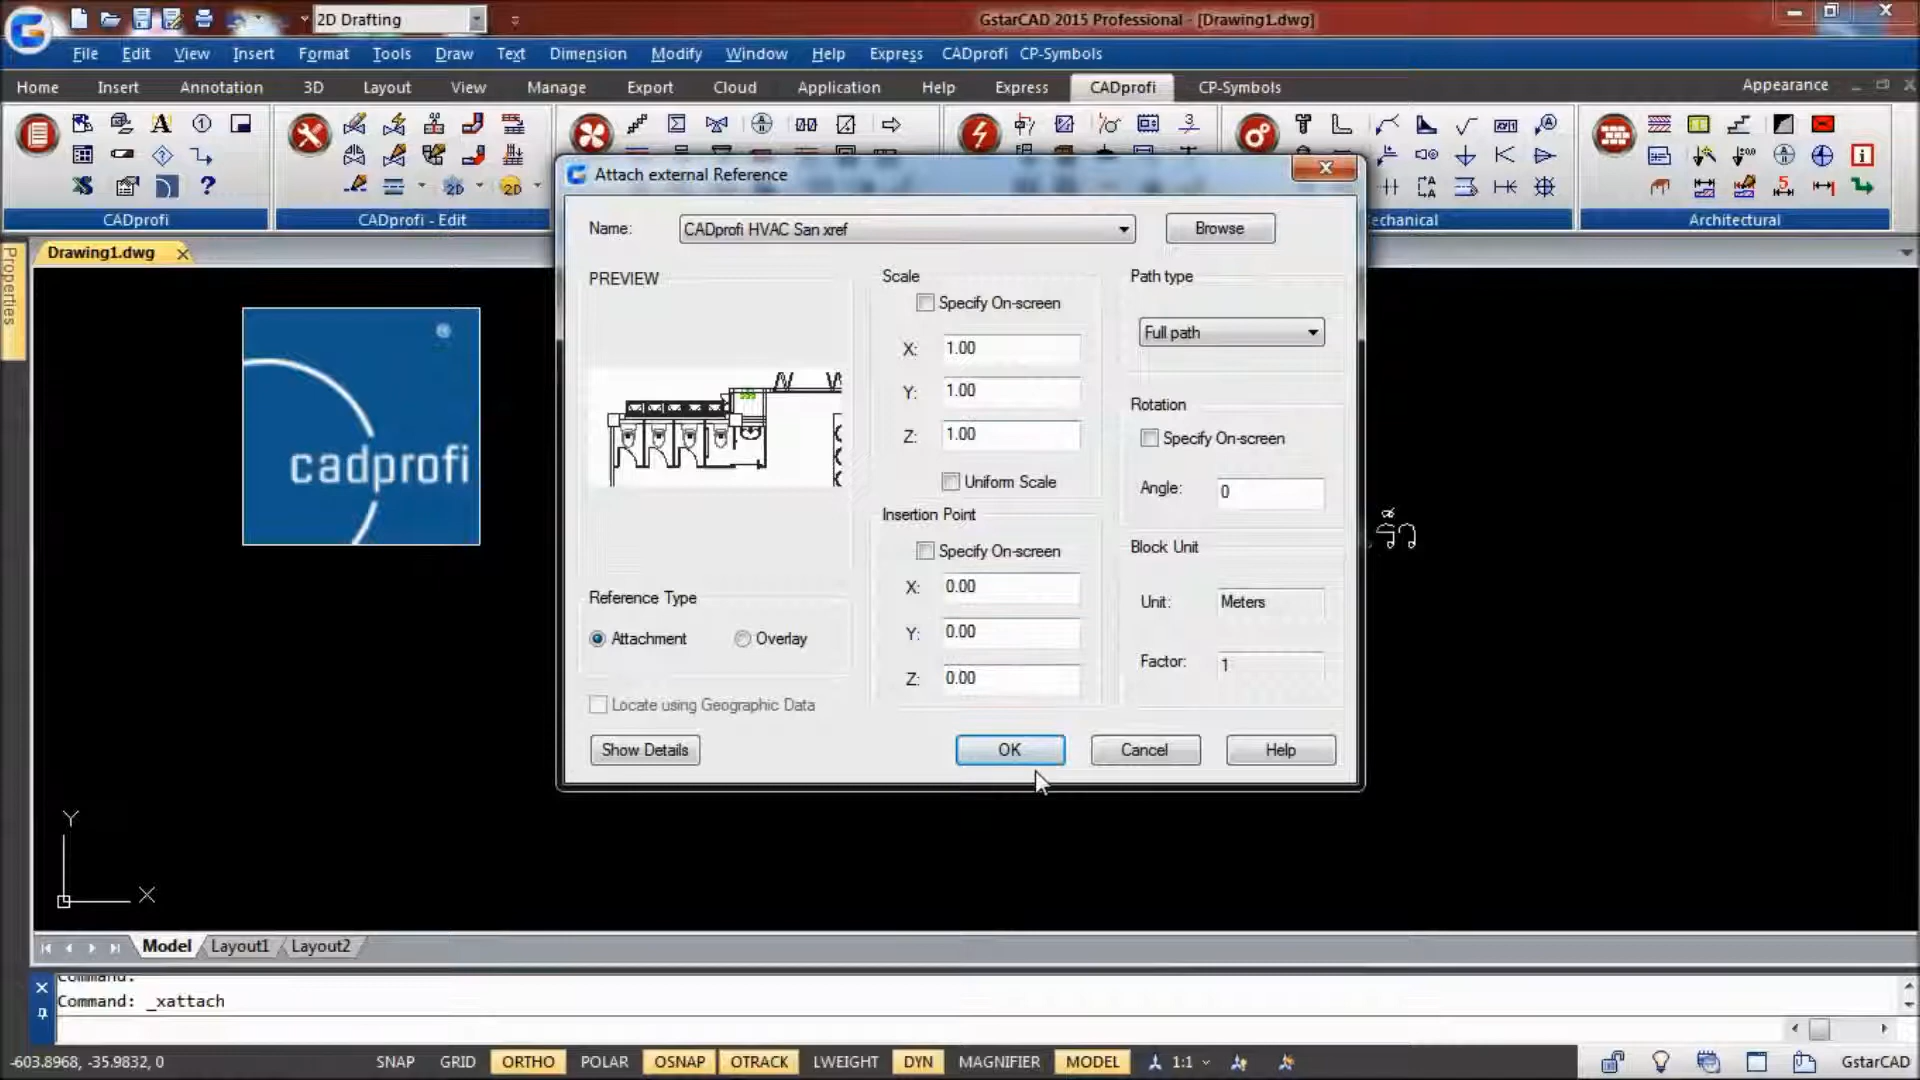 2D Drafting
GstarCAD 2015 Professional - [Drawing1.dwg]
File Edit View Insert Format Tools Draw Text Dimension Modify Window Help Express CADprofi CP-Symbols
Home Insert Annotation 3D Layout View Manage Export Cloud Application Help Express CADprofi CP-Symbols Appearance
CADprofi CADprofi - Edit Architectural
Drawing1.dwg
Properties
cadprofi
Attach external Reference
Name: CADprofi HVAC San xref Browse
PREVIEW
Reference Type
Attachment Overlay
Locate using Geographic Data
Show Details
Scale
Specify On-screen
X: 1.00
Y: 1.00
Z: 1.00
Uniform Scale
Insertion Point
Specify On-screen
X: 0.00
Y: 0.00
Z: 0.00
Path type
Full path
Rotation
Specify On-screen
Angle: 0
Block Unit
Unit: Meters
Factor: 1
OK Cancel Help
Y
X
Model Layout1 Layout2
Command: _xattach
-603.8968, -35.9832, 0 SNAP GRID ORTHO POLAR OSNAP OTRACK LWEIGHT DYN MAGNIFIER MODEL 1:1 GstarCAD